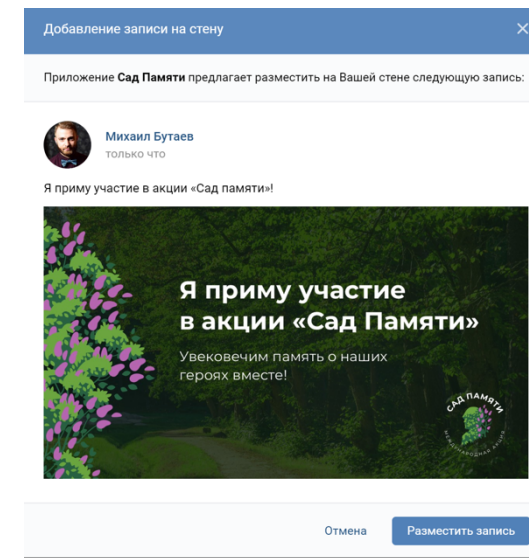 Добавление записи на стену
Приложение Сад Памяти предлагает разместить на Вашей стене следующую запись:
Михаил Бутаев
только что
Я приму участие в акции «Сад памяти»!
Я приму участие
в акции «Сад Памяти»
Увековечим память о наших
героях вместе!
САД ПАМЯТИ
МЕЖДУНАРОДНАЯ АКЦИЯ
Отмена
Разместить запись